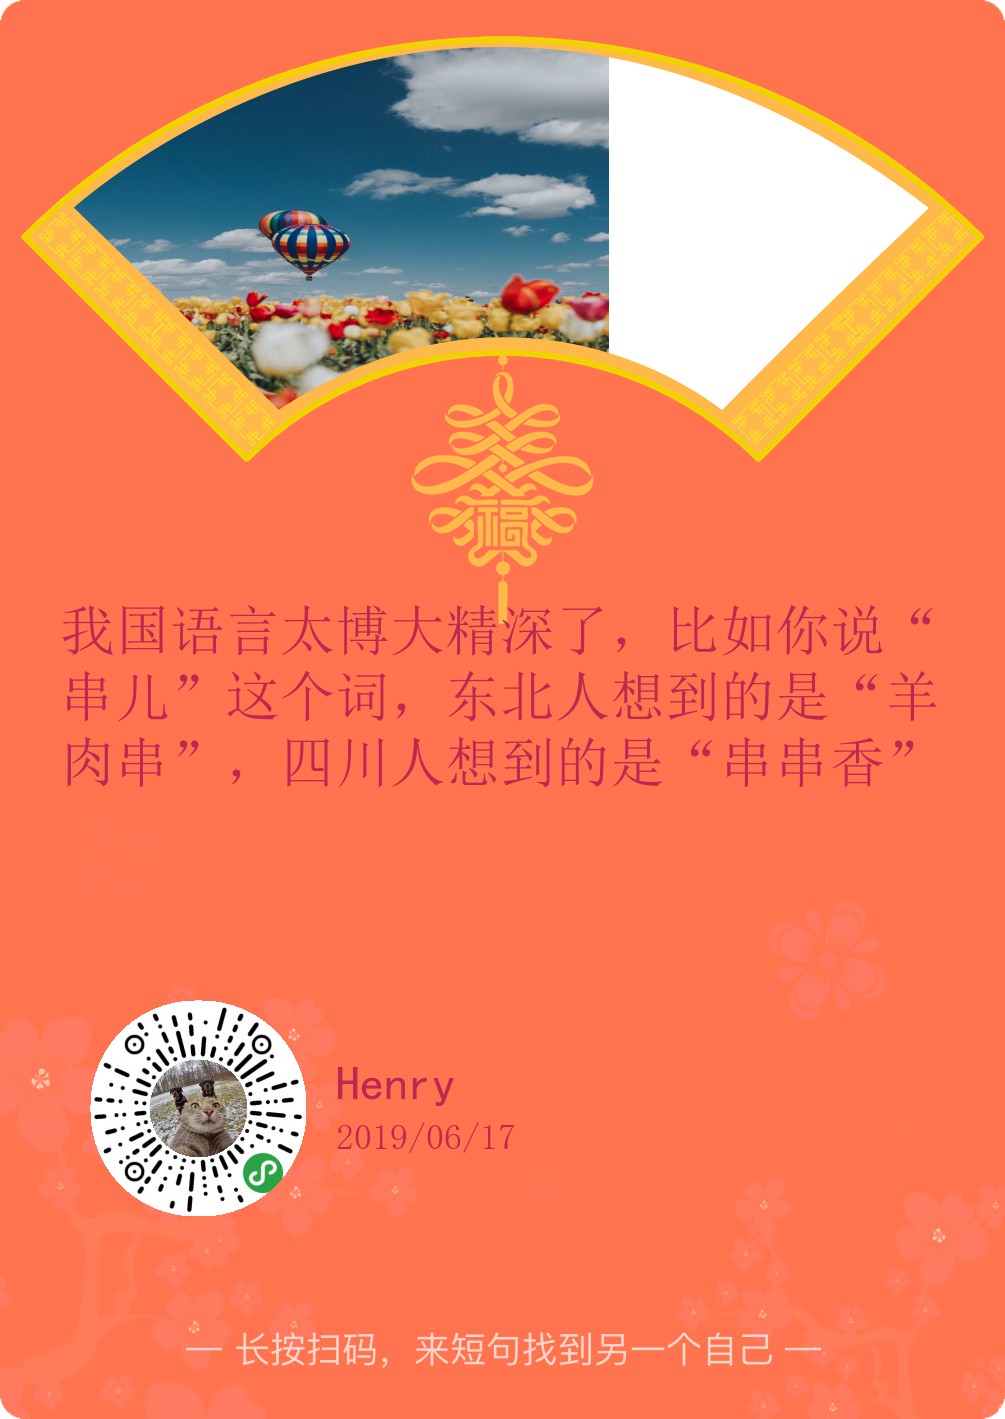 福
我国语言太博大精深了，比如你说“
串儿”这个词，东北人想到的是“羊
肉串”，四川人想到的是“串串香”
Henry
2019/06/17
— 长按扫码，来短句找到另一个自己 —